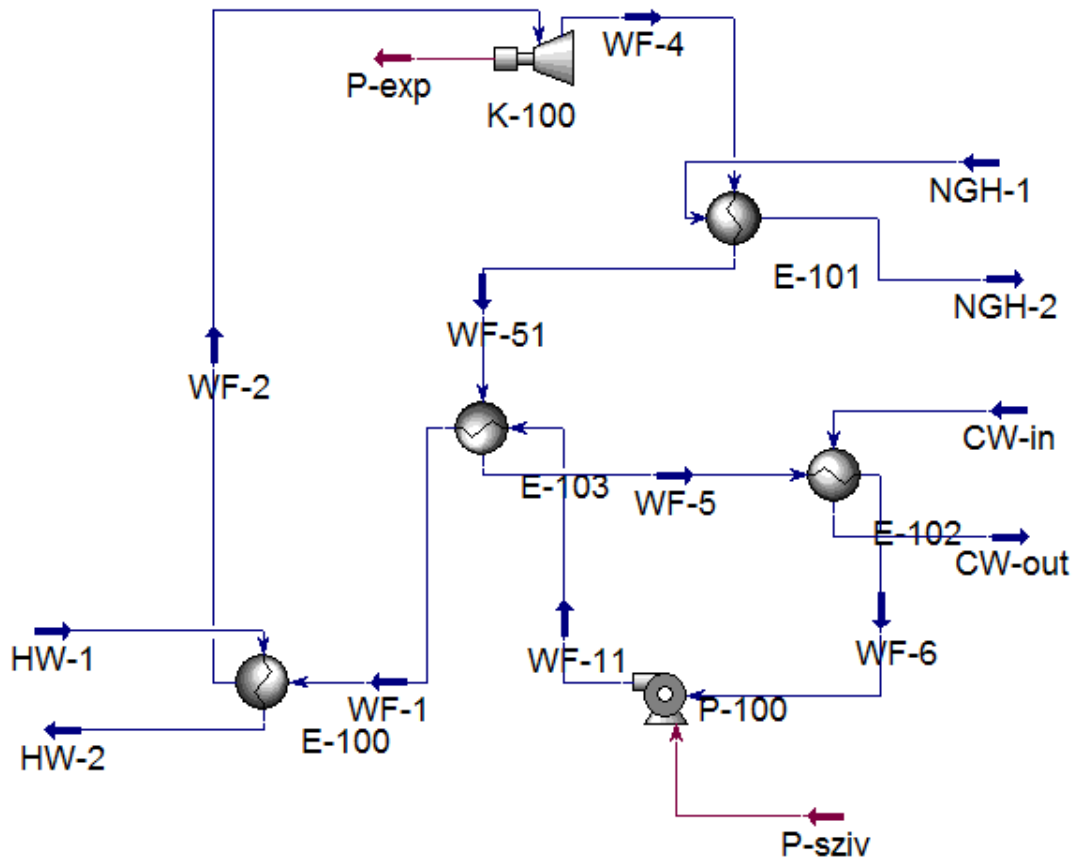 WF-4
P-exp
K-100
NGH-1
E-101
NGH-2
WF-51
WF-2
CW-in
E-103
WF-5
E-102
CW-out
HW-1
WF-11
WF-6
WF-1
P-100
E-100
HW-2
P-sziv